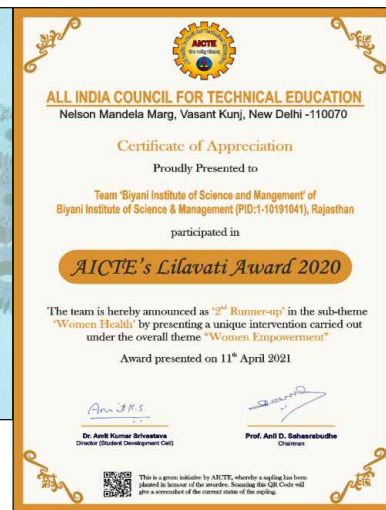 AICTE
ALL INDIA COUNCIL FOR TECHNICAL EDUCATION
Nelson Mandela Marg, Vasant Kunj, New Delhi -110070
Certificate of Appreciation
Proudly Presented to
Team 'Biyani Institute of Science and Mangement' of
Biyani Institute of Science & Management (PID:1-10191041), Rajasthan
participated in
AICTE's Lilavati Award 2020
The team is hereby announced as '2nd Runner-up' in the sub-theme
'Women Health' by presenting a unique intervention carried out
under the overall theme "Women Empowerment"
Award presented on 11th April 2021
Amit K.S.
Dr. Amit Kumar Srivastava
Director (Student Development Cell)
Prof. Anil D. Sahasrabudhe
Chairman
This is a green initiative by AICTE, whereby a sapling has been
planted in honour of the awardee. Scanning this QR Code will
give a screenshot of the current status of the sapling.